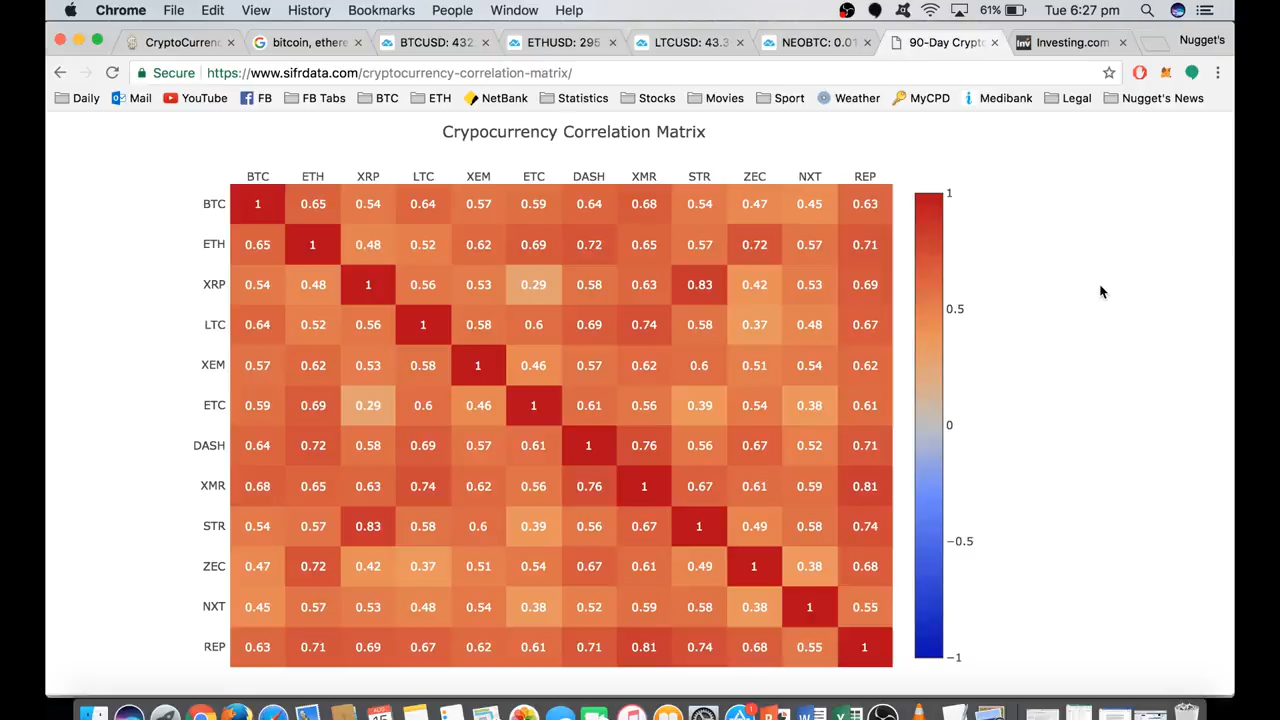 Chrome File Edit View History Bookmarks People Window Help 61% Tue 6:27 pm
CryptoCurrenc × bitcoin, ethere × BTCUSD: 432. × ETHUSD: 295 × LTCUSD: 43.3 × NEOBTC: 0.01 × 90-Day Crypto × Inv Investing.com × Nugget's
Secure https://www.sifrdata.com/cryptocurrency-correlation-matrix/
Daily Mail YouTube FB FB Tabs BTC ETH NetBank Statistics Stocks Movies Sport Weather MyCPD Medibank Legal Nugget's News
Crypocurrency Correlation Matrix
BTC ETH XRP LTC XEM ETC DASH XMR STR ZEC NXT REP
BTC 1 0.65 0.54 0.64 0.57 0.59 0.64 0.68 0.54 0.47 0.45 0.63
ETH 0.65 1 0.48 0.52 0.62 0.69 0.72 0.65 0.57 0.72 0.57 0.71
XRP 0.54 0.48 1 0.56 0.53 0.29 0.58 0.63 0.83 0.42 0.53 0.69
LTC 0.64 0.52 0.56 1 0.58 0.6 0.69 0.74 0.58 0.37 0.48 0.67
XEM 0.57 0.62 0.53 0.58 1 0.46 0.57 0.62 0.6 0.51 0.54 0.62
ETC 0.59 0.69 0.29 0.6 0.46 1 0.61 0.56 0.39 0.54 0.38 0.61
DASH 0.64 0.72 0.58 0.69 0.57 0.61 1 0.76 0.56 0.67 0.52 0.71
XMR 0.68 0.65 0.63 0.74 0.62 0.56 0.76 1 0.67 0.61 0.59 0.81
STR 0.54 0.57 0.83 0.58 0.6 0.39 0.56 0.67 1 0.49 0.58 0.74
ZEC 0.47 0.72 0.42 0.37 0.51 0.54 0.67 0.61 0.49 1 0.38 0.68
NXT 0.45 0.57 0.53 0.48 0.54 0.38 0.52 0.59 0.58 0.38 1 0.55
REP 0.63 0.71 0.69 0.67 0.62 0.61 0.71 0.81 0.74 0.68 0.55 1
1
0.5
0
−0.5
−1